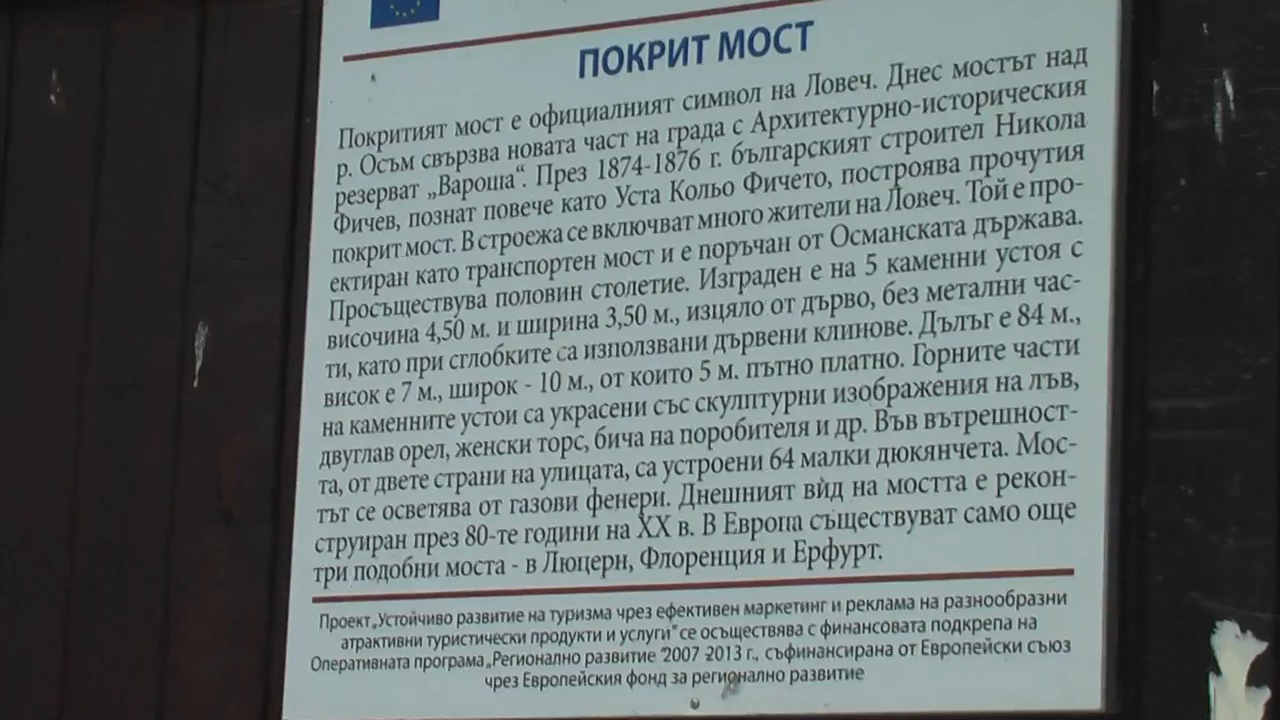 ПОКРИТ МОСТ
Покритият мост е официалният символ на Ловеч. Днес мостът над
р. Осъм свързва новата част на града с Архитектурно-историческия
резерват „Вароша“. През 1874-1876 г. българският строител Никола
Фичев, познат повече като Уста Кольо Фичето, построява прочутия
покрит мост. В строежа се включват много жители на Ловеч. Той е про-
ектиран като транспортен мост и е поръчан от Османската държава.
Просъществува половин столетие. Изграден е на 5 каменни устоя с
височина 4,50 м. и ширина 3,50 м., изцяло от дърво, без метални час-
ти, като при сглобките са използвани дървени клинове. Дълъг е 84 м.,
висок е 7 м., широк - 10 м., от които 5 м. пътно платно. Горните части
на каменните устои са украсени със скулптурни изображения на лъв,
двуглав орел, женски торс, бича на поробителя и др. Във вътрешност-
та, от двете страни на улицата, са устроени 64 малки дюкянчета. Мос-
тът се осветява от газови фенери. Днешният вид на мостта е рекон-
струиран през 80-те години на ХХ в. В Европа съществуват само още
три подобни моста - в Люцерн, Флоренция и Ерфурт.
Проект „Устойчиво развитие на туризма чрез ефективен маркетинг и реклама на разнообразни
атрактивни туристически продукти и услуги“ се осъществява с финансовата подкрепа на
Оперативната програма „Регионално развитие 2007-2013 г., съфинансирана от Европейски съюз
чрез Европейския фонд за регионално развитие